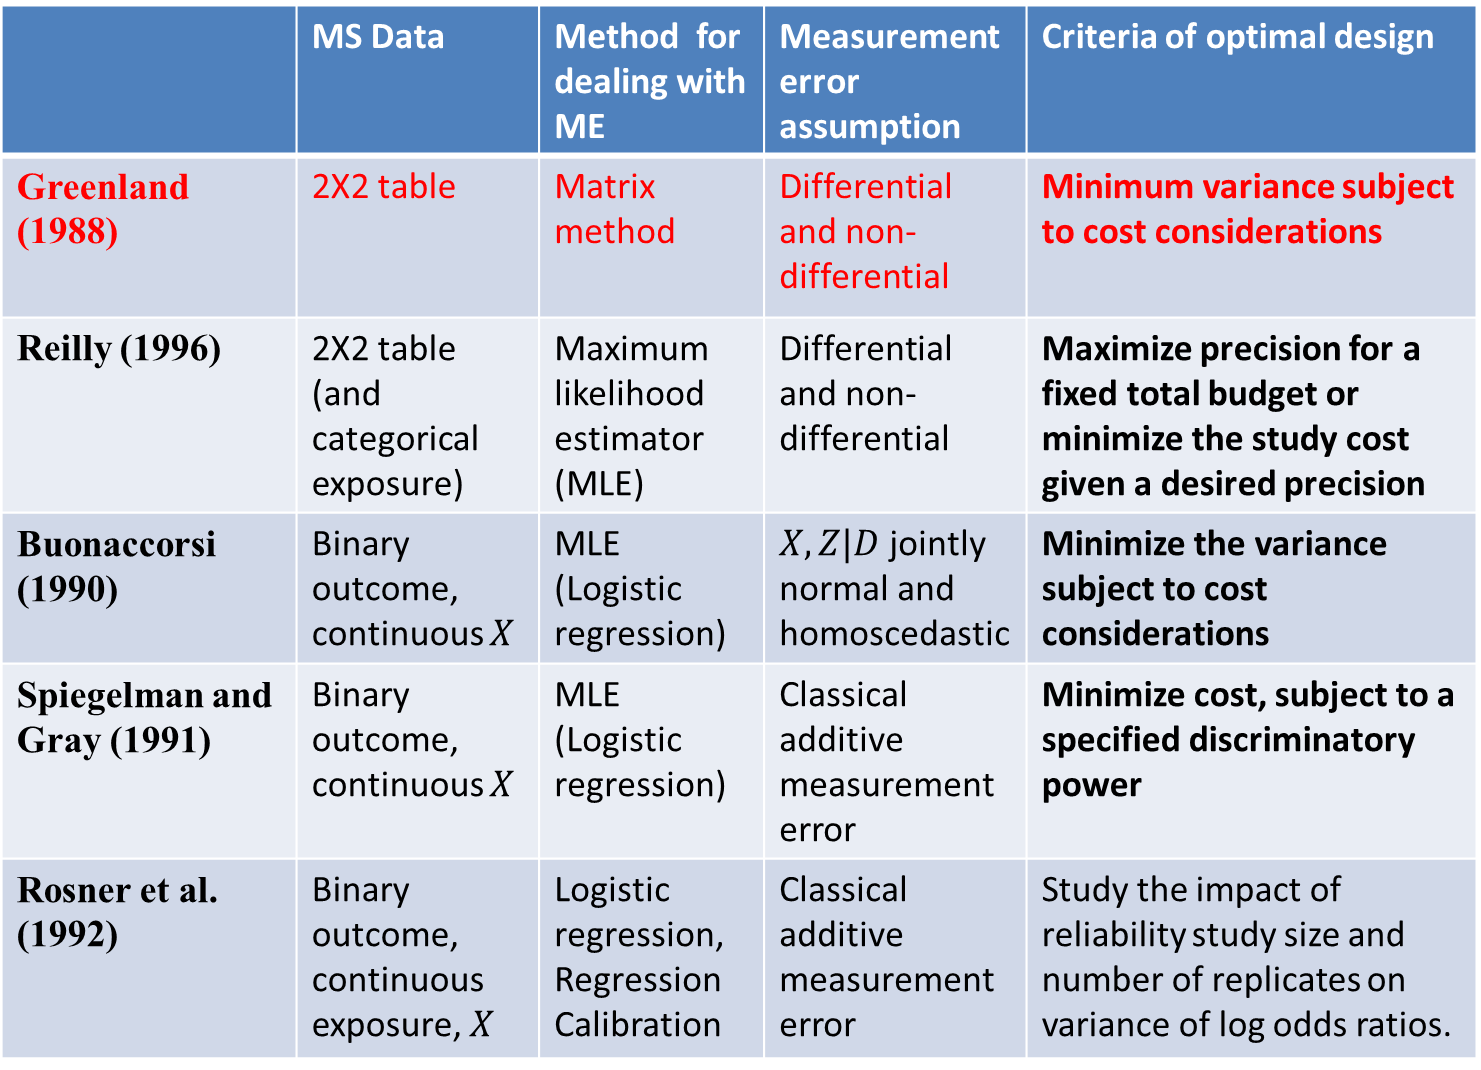 MS Data
Method for
dealing with
ME
Measurement
error
assumption
Criteria of optimal design
Greenland
(1988)
2X2 table
Matrix
method
Differential
and non-
differential
Minimum variance subject
to cost considerations
Reilly (1996)
2X2 table
(and
categorical
exposure)
Maximum
likelihood
estimator
(MLE)
Differential
and non-
differential
Maximize precision for a
fixed total budget or
minimize the study cost
given a desired precision
Buonaccorsi
(1990)
Binary
outcome,
continuous X
MLE
(Logistic
regression)
X, Z|D jointly
normal and
homoscedastic
Minimize the variance
subject to cost
considerations
Spiegelman and
Gray (1991)
Binary
outcome,
continuous X
MLE
(Logistic
regression)
Classical
additive
measurement
error
Minimize cost, subject to a
specified discriminatory
power
Rosner et al.
(1992)
Binary
outcome,
continuous
exposure, X
Logistic
regression,
Regression
Calibration
Classical
additive
measurement
error
Study the impact of
reliability study size and
number of replicates on
variance of log odds ratios.